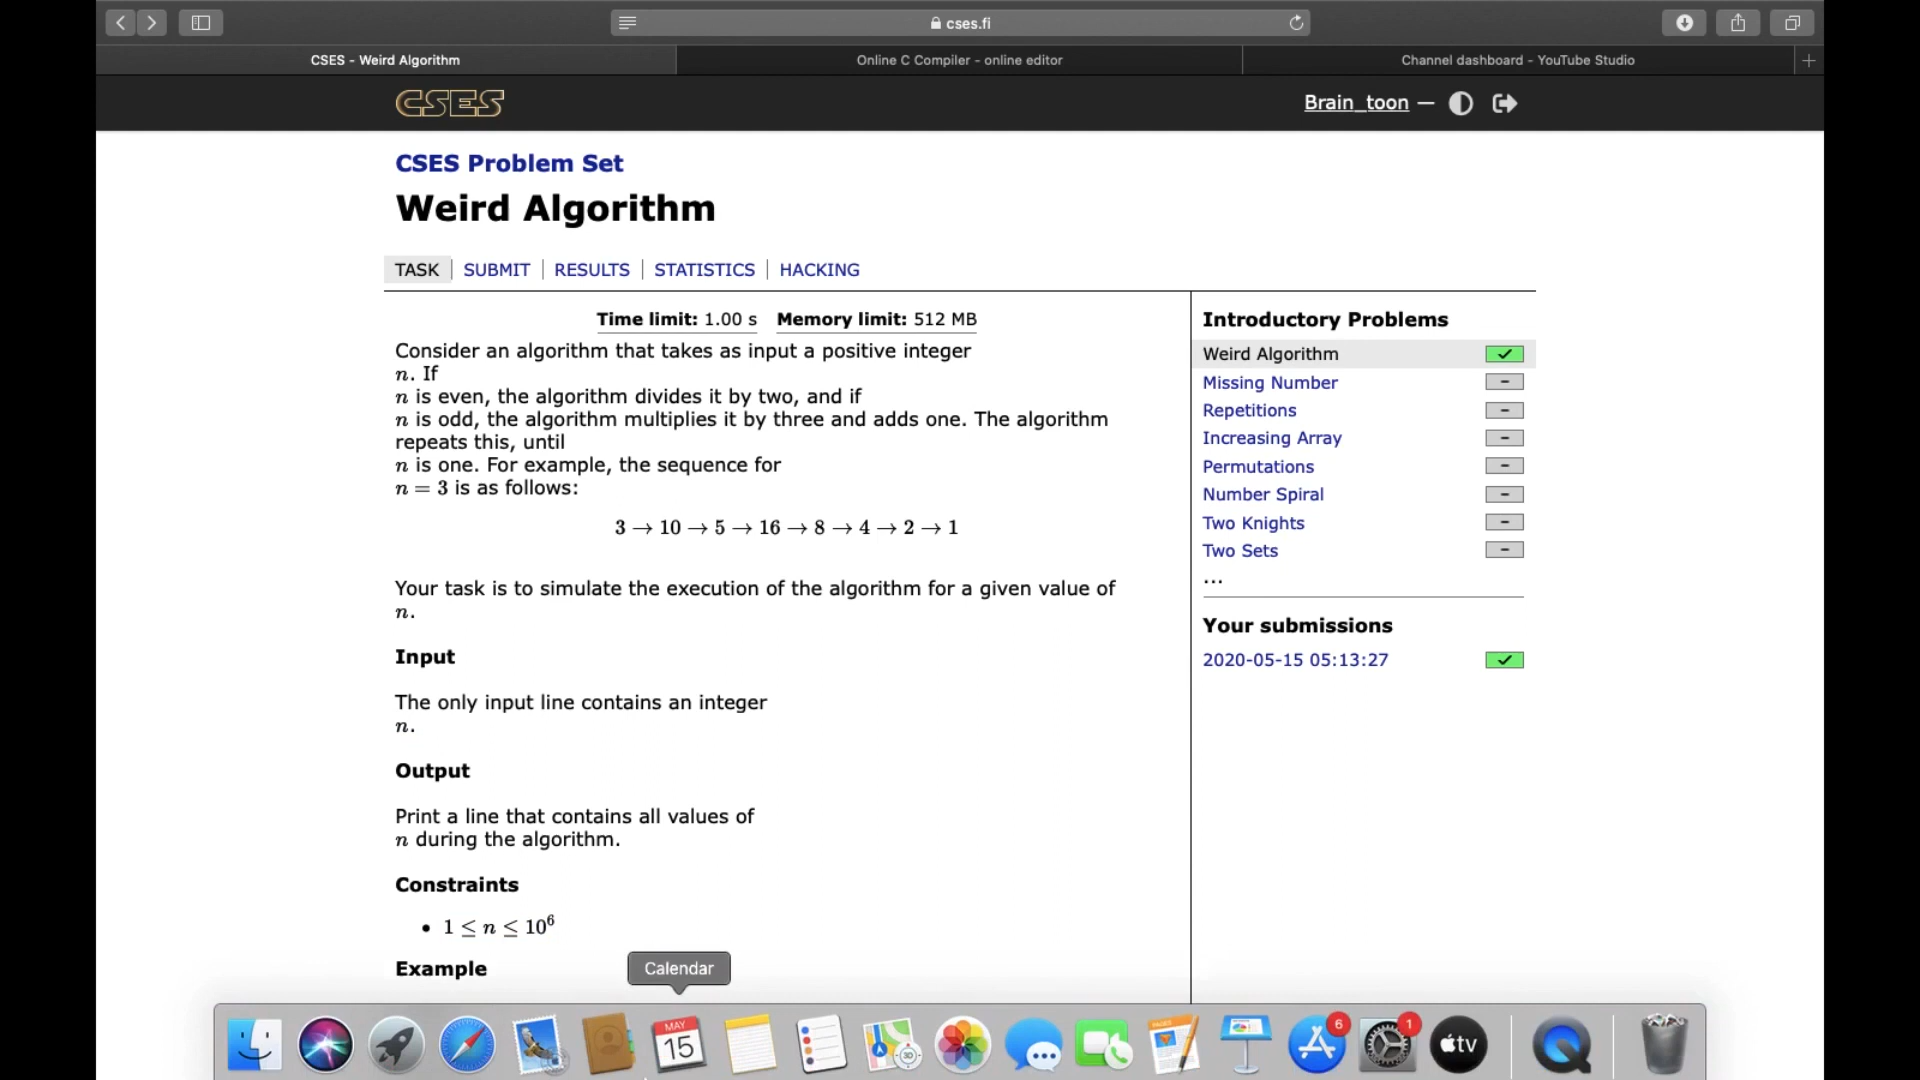 cses.fi
CSES - Weird Algorithm
Online C Compiler - online editor
Channel dashboard - YouTube Studio
CSES
Brain_toon —
CSES Problem Set
Weird Algorithm
TASK | SUBMIT | RESULTS | STATISTICS | HACKING
Time limit: 1.00 s Memory limit: 512 MB
Consider an algorithm that takes as input a positive integer
n. If
n is even, the algorithm divides it by two, and if
n is odd, the algorithm multiplies it by three and adds one. The algorithm
repeats this, until
n is one. For example, the sequence for
n = 3 is as follows:
3 → 10 → 5 → 16 → 8 → 4 → 2 → 1
Your task is to simulate the execution of the algorithm for a given value of
n.
Input
The only input line contains an integer
n.
Output
Print a line that contains all values of
n during the algorithm.
Constraints
• 1 ≤ n ≤ 10⁶
Example
Introductory Problems
Weird Algorithm
Missing Number
Repetitions
Increasing Array
Permutations
Number Spiral
Two Knights
Two Sets
...
Your submissions
2020-05-15 05:13:27
Calendar
MAY
15
PAGES
6
1
tv